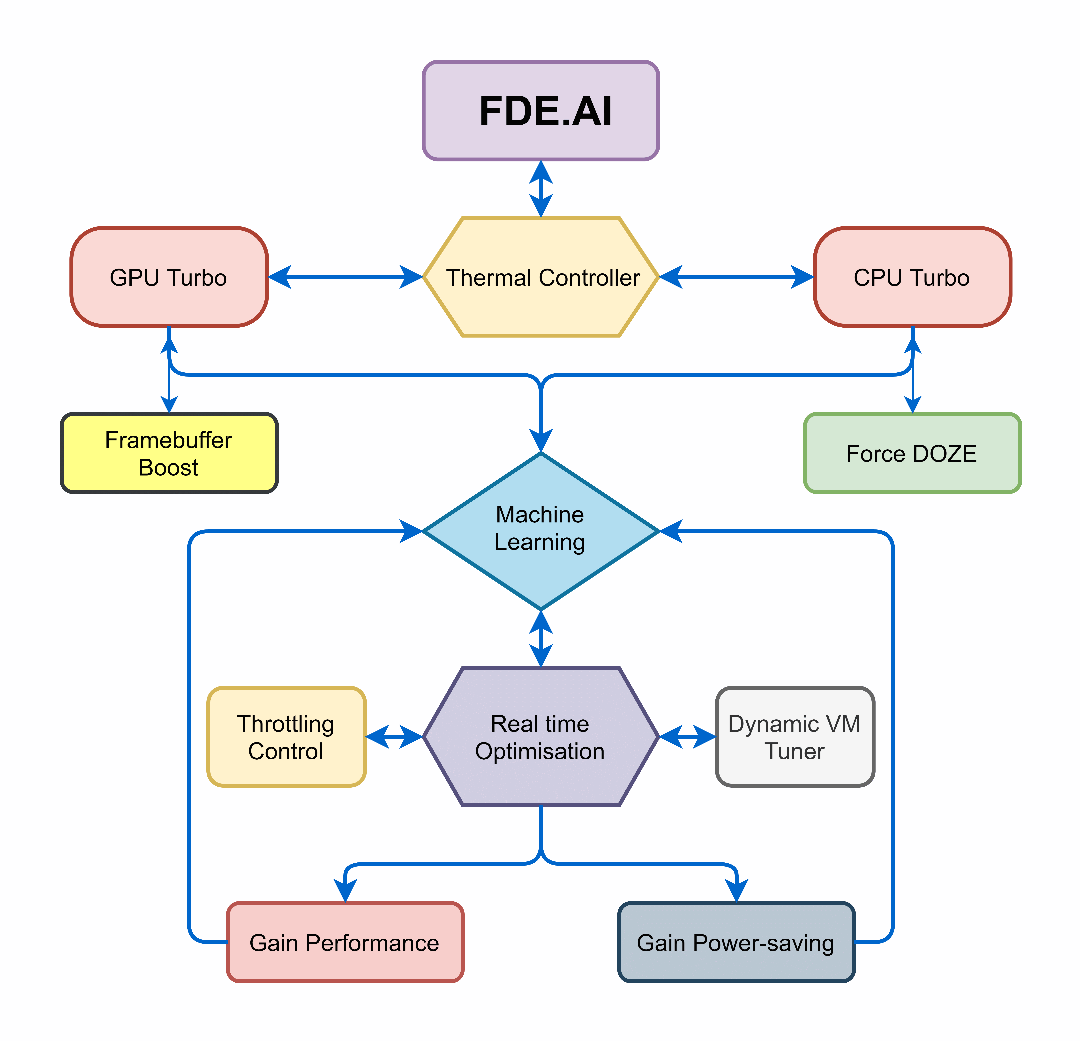 FDE.AI
GPU Turbo
Thermal Controller
CPU Turbo
Framebuffer
Boost
Force DOZE
Machine
Learning
Throttling
Control
Real time
Optimisation
Dynamic VM
Tuner
Gain Performance
Gain Power-saving